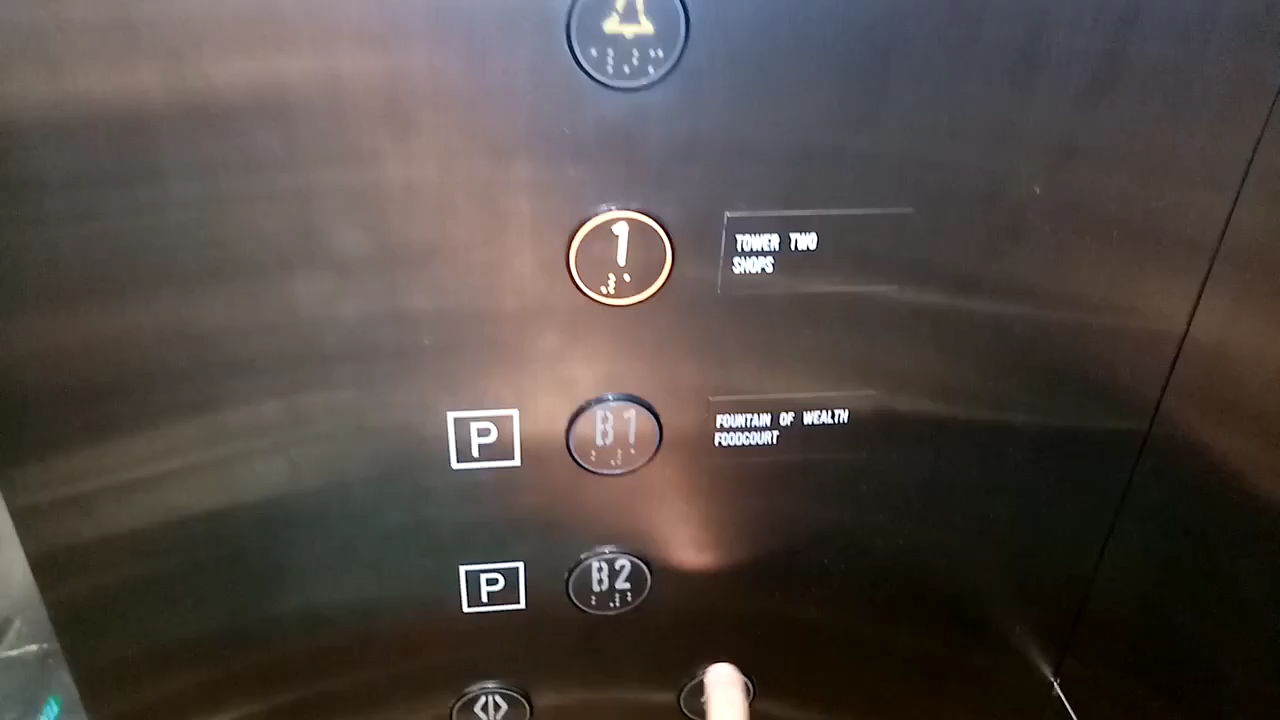 1
TOWER TWO
SHOPS
P
B1
FOUNTAIN OF WEALTH
FOODCOURT
P
B2